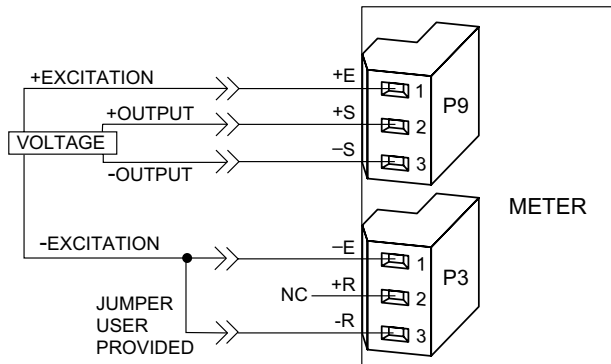 +EXCITATION
+E
1
+OUTPUT
+S
2
P9
VOLTAGE
–S
3
-OUTPUT
METER
-EXCITATION
–E
1
+R
NC
2
P3
JUMPER
USER
PROVIDED
-R
3